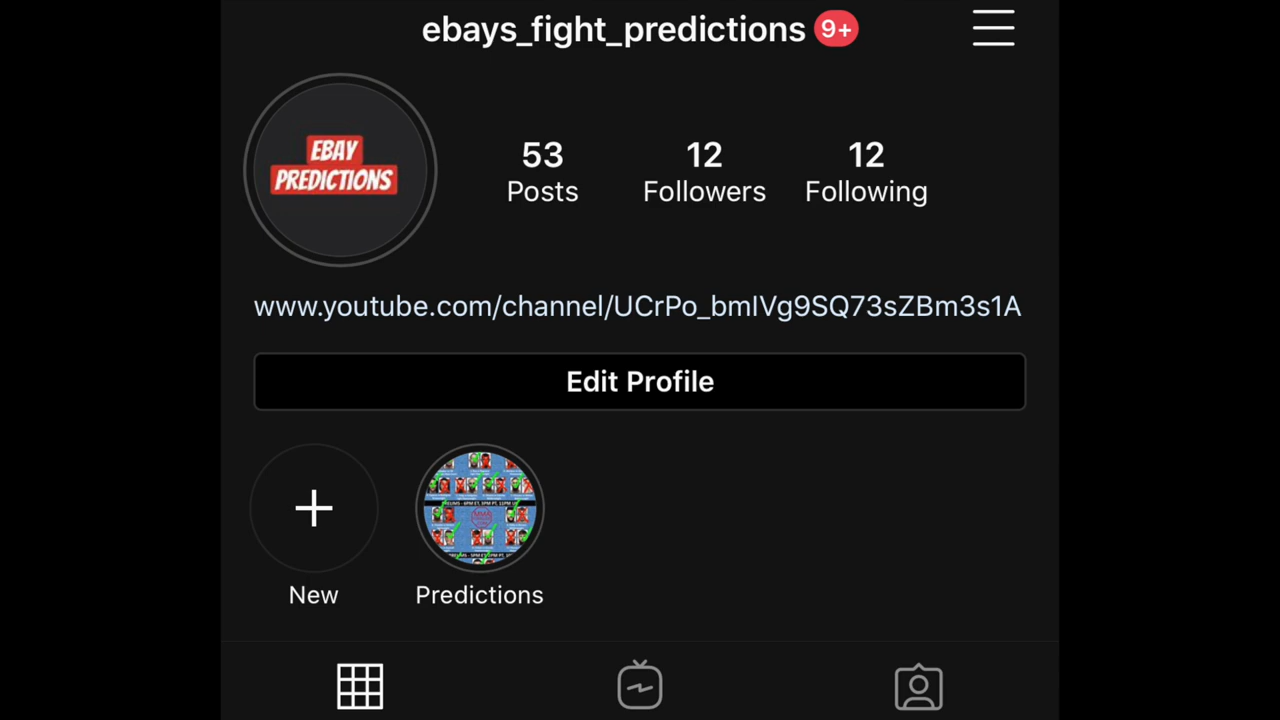 ebays_fight_predictions 9+
EBAY
PREDICTIONS
53 12 12
Posts Followers Following
www.youtube.com/channel/UCrPo_bmIVg9SQ73sZBm3s1A
Edit Profile
New Predictions